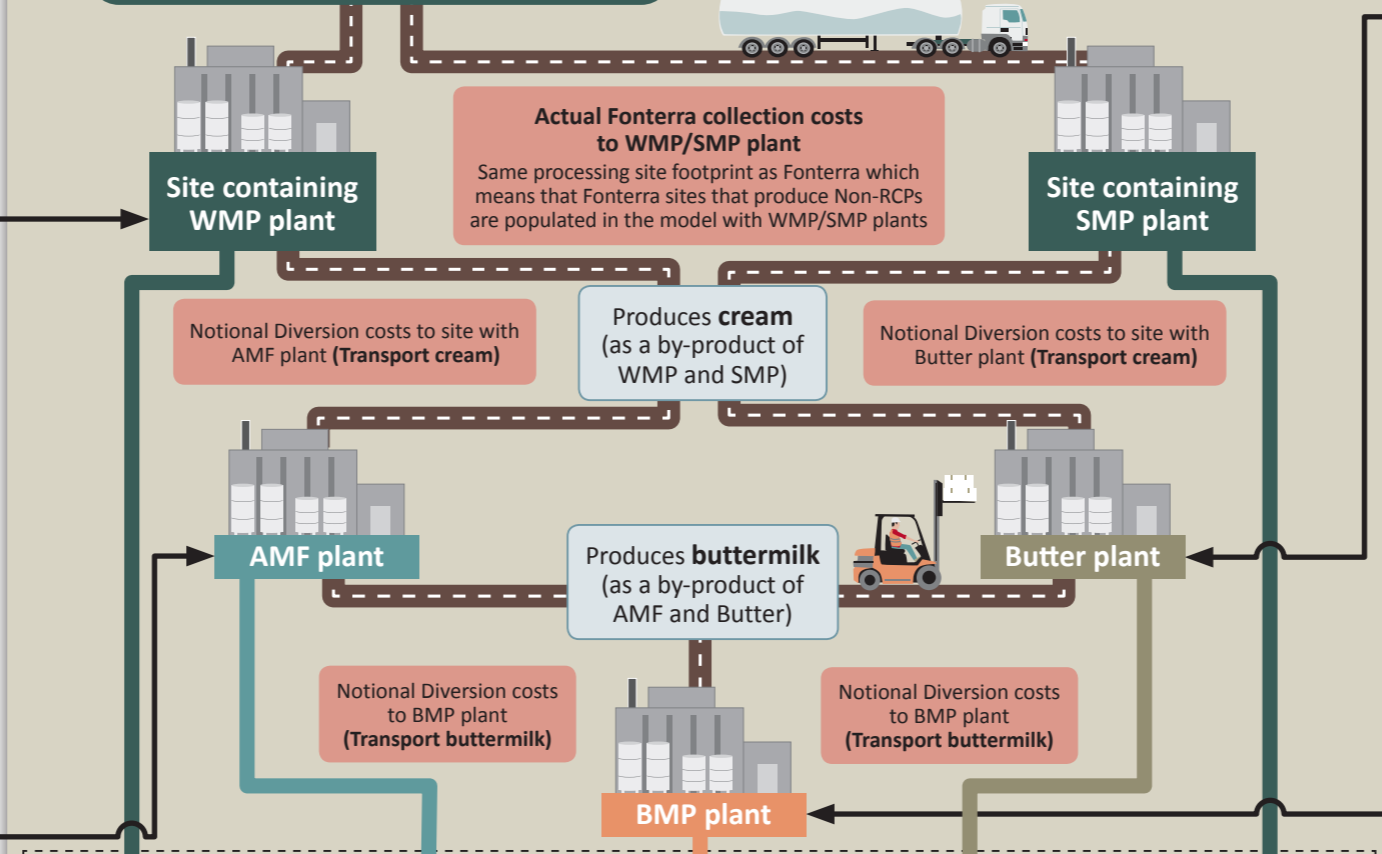 Actual Fonterra collection costs
to WMP/SMP plant
Same processing site footprint as Fonterra which
means that Fonterra sites that produce Non-RCPs
are populated in the model with WMP/SMP plants
Site containing
WMP plant
Site containing
SMP plant
Notional Diversion costs to site with
AMF plant (Transport cream)
Produces cream
(as a by-product of
WMP and SMP)
Notional Diversion costs to site with
Butter plant (Transport cream)
AMF plant
Produces buttermilk
(as a by-product of
AMF and Butter)
Butter plant
Notional Diversion costs
to BMP plant
(Transport buttermilk)
Notional Diversion costs
to BMP plant
(Transport buttermilk)
BMP plant